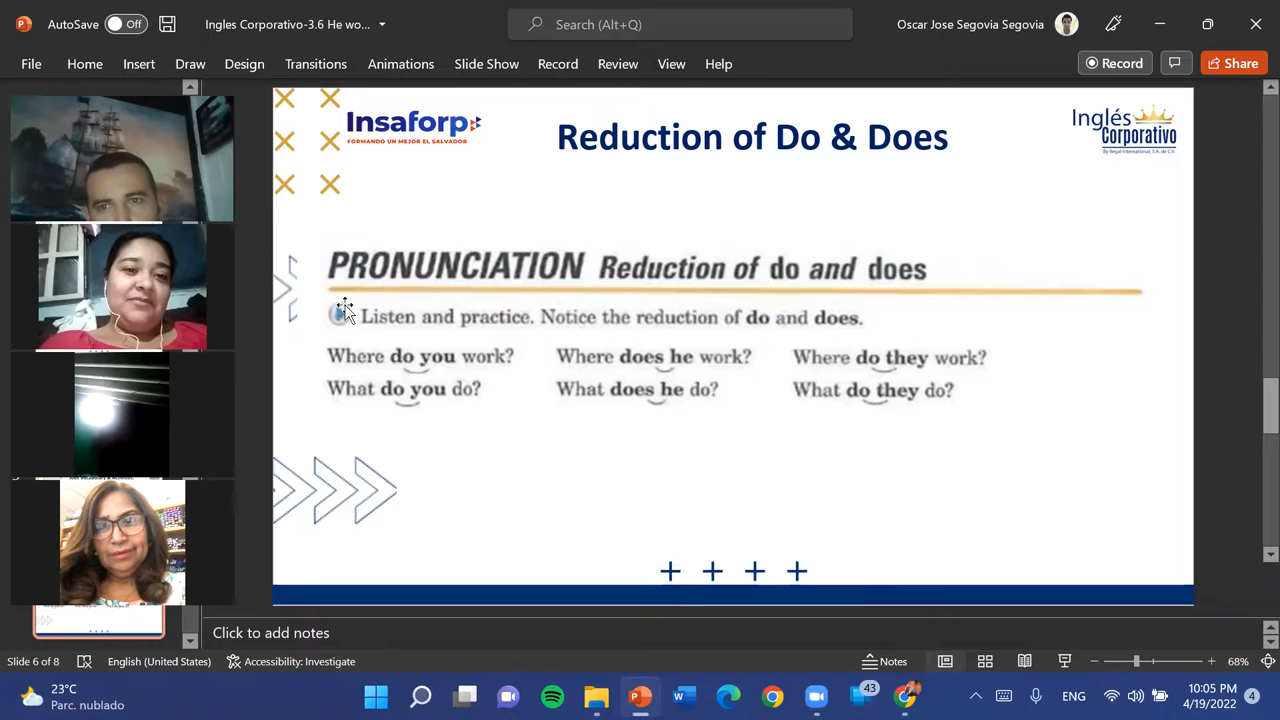 AutoSave Off Ingles Corporativo-3.6 He wo... Search (Alt+Q) Oscar Jose Segovia Segovia
File Home Insert Draw Design Transitions Animations Slide Show Record Review View Help Record Share
Insaforp
FORMANDO UN MEJOR EL SALVADOR
Reduction of Do & Does
Inglés
Corporativo
By Regal International, S.A. de C.V.
PRONUNCIATION Reduction of do and does
Listen and practice. Notice the reduction of do and does.
Where do you work? Where does he work? Where do they work?
What do you do? What does he do? What do they do?
Click to add notes
Slide 6 of 8 English (United States) Accessibility: Investigate Notes 68%
23°C
Parc. nublado
43
ENG
10:05 PM
4/19/2022
4